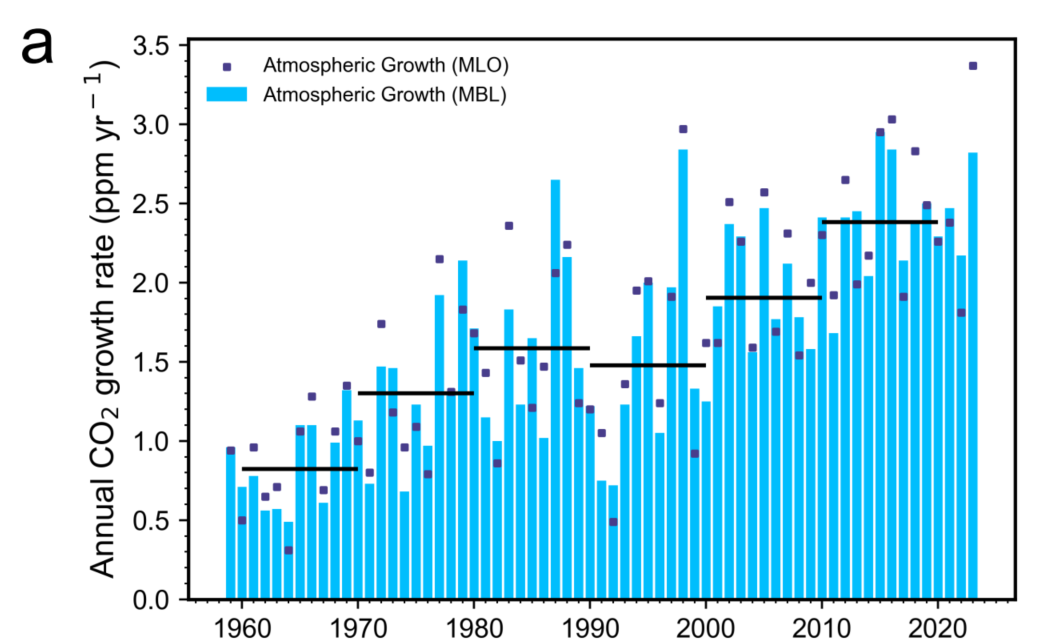 a
Annual CO₂ growth rate (ppm yr⁻¹)
3.5
3.0
2.5
2.0
1.5
1.0
0.5
0.0
Atmospheric Growth (MLO)
Atmospheric Growth (MBL)
1960 1970 1980 1990 2000 2010 2020